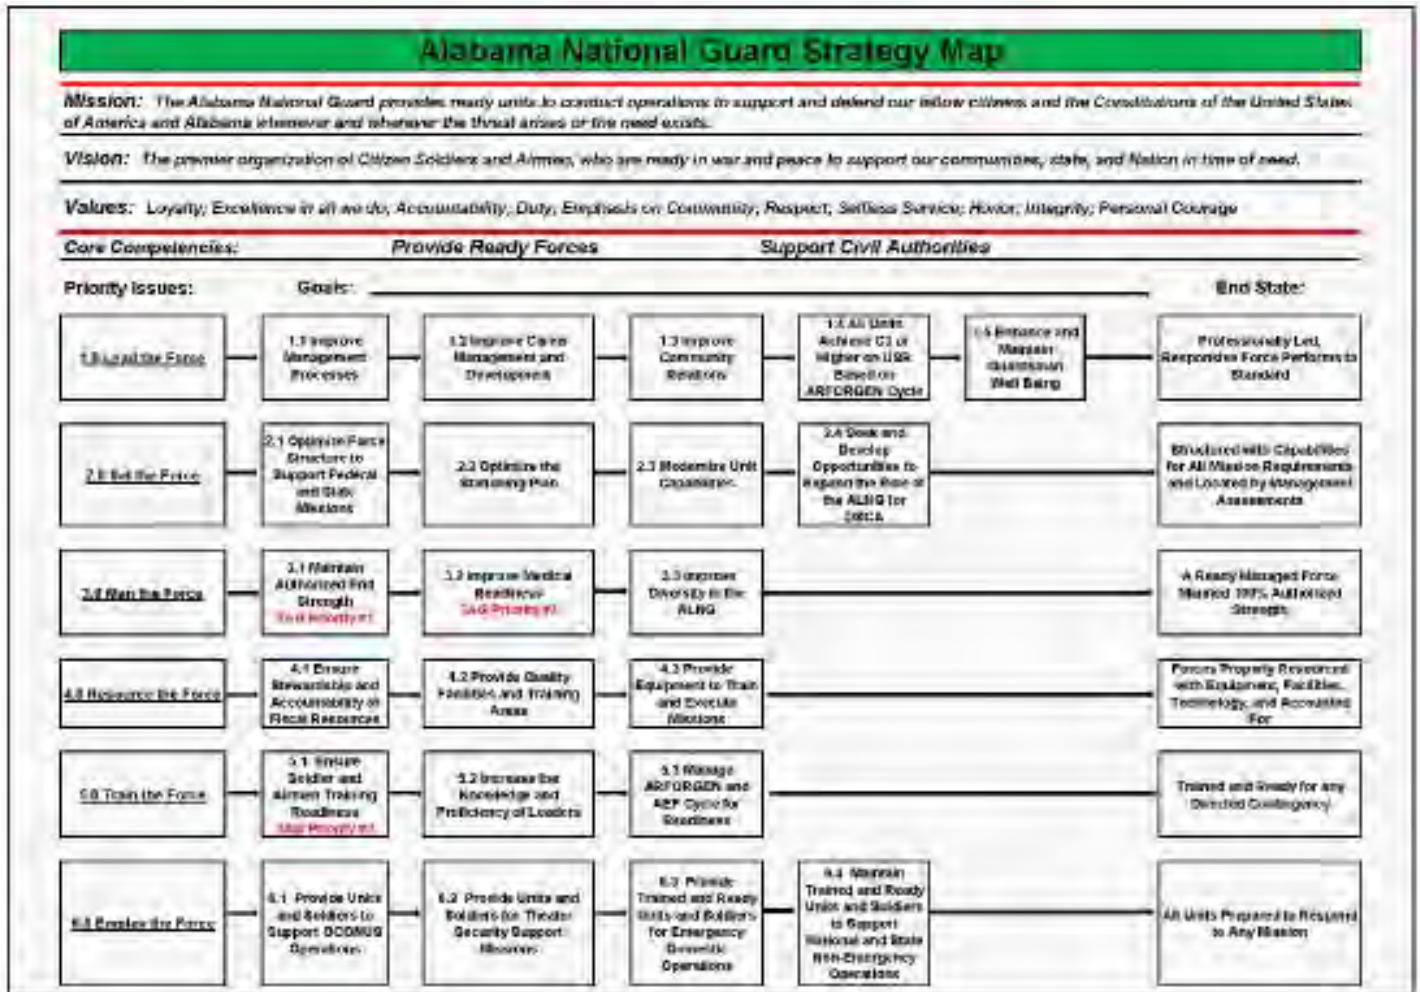 Alabama National Guard Strategy Map
Mission: The Alabama National Guard provides ready units to conduct operations to support and defend our fellow citizens and the Constitutions of the United States
of America and Alabama whenever and wherever the threat arises or the need exists.
Vision: The premier organization of Citizen Soldiers and Airmen, who are ready in war and peace to support our communities, state, and Nation in time of need.
Values: Loyalty; Excellence in all we do; Accountability; Duty; Emphasis on Community; Respect; Selfless Service; Honor; Integrity; Personal Courage
Core Competencies: Provide Ready Forces Support Civil Authorities
Priority Issues: Goals: End State:
1.0 Lead the Force
1.1 Improve
Management
Processes
1.2 Improve Career
Management and
Development
1.3 Improve
Community
Relations
1.4 All Units
Achieve C3 or
Higher on USR
Based on
ARFORGEN Cycle
1.5 Enhance and
Maintain
Guardsman
Well Being
Professionally Led,
Responsive Force Performs to
Standard
2.0 the Force
2.1 Optimize Force
Structure to
Support Federal
and State
Missions
2.2 Optimize the
Stationing Plan
2.3 Modernize Unit
Capabilities
2.4 Seek and
Develop
Opportunities to
Expand the Role of
the ALNG for
Structured with Capabilities
for All Mission Requirements
and Located by Management
Assessments
3.0 Man the Force
3.1 Maintain
Authorized End
Strength
Priority #1
3.2 Improve Medical
Readiness
Priority
3.3 Improve
Diversity in the
ALNG
A Ready Managed Force
Manned 100% Authorized
Strength
4.0 Resource the Force
4.1 Ensure
Stewardship and
Accountability of
Fiscal Resources
4.2 Provide Quality
Facilities and Training
Areas
4.3 Provide
Equipment to Train
and Execute
Missions
Forces Properly Resourced
with Equipment, Facilities,
Technology, and Accounted
For
5.0 Train the Force
5.1 Ensure
Soldier and
Airmen Training
Readiness
Priority
5.2 Increase the
Knowledge and
Proficiency of Leaders
5.3 Manage
ARFORGEN and
AEF Cycle for
Readiness
Trained and Ready for any
Directed Contingency
6.0 Employ the Force
6.1 Provide Units
and Soldiers to
Support OCONUS
Operations
6.2 Provide Units and
Soldiers for Theater
Security Support
Missions
6.3 Provide
Trained and Ready
Units and Soldiers
for Emergency
Domestic
Operations
6.4 Maintain
Trained and Ready
Units and Soldiers
to Support
National and State
Non-Emergency
Operations
All Units Prepared to Respond
to Any Mission